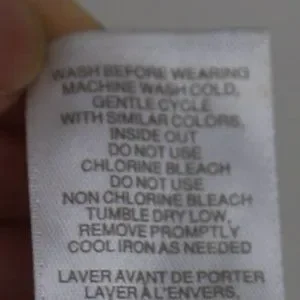 WASH BEFORE WEARING
MACHINE WASH COLD,
GENTLE CYCLE
WITH SIMILAR COLORS,
INSIDE OUT
DO NOT USE
CHLORINE BLEACH
DO NOT USE
NON CHLORINE BLEACH
TUMBLE DRY LOW,
REMOVE PROMPTLY
COOL IRON AS NEEDED
LAVER AVANT DE PORTER
LAVER À L'ENVERS,